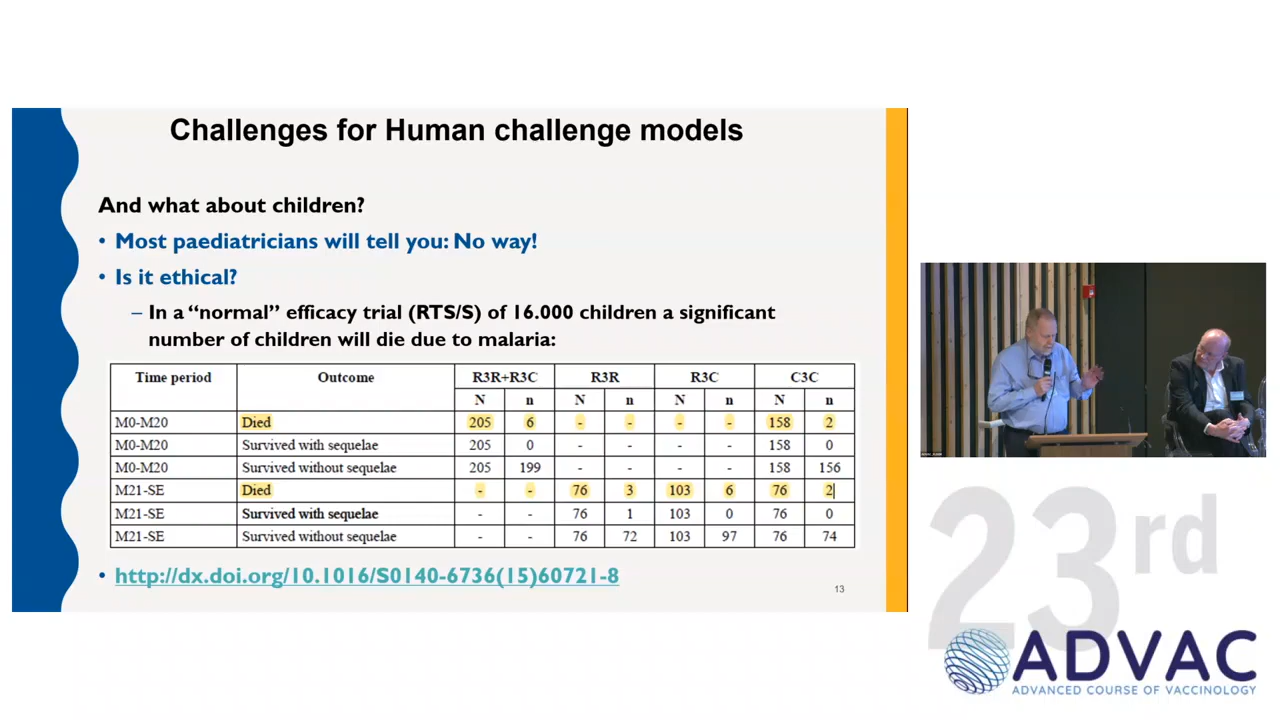 Challenges for Human challenge models
And what about children?
• Most paediatricians will tell you: No way!
• Is it ethical?
– In a “normal” efficacy trial (RTS/S) of 16.000 children a significant
number of children will die due to malaria:
Time period Outcome R3R+R3C R3R R3C C3C
N n N n N n N n
M0-M20 Died 205 6 - - - - 158 2
M0-M20 Survived with sequelae 205 0 - - - - 158 0
M0-M20 Survived without sequelae 205 199 - - - - 158 156
M21-SE Died - - 76 3 103 6 76 2
M21-SE Survived with sequelae - - 76 1 103 0 76 0
M21-SE Survived without sequelae - - 76 72 103 97 76 74
• http://dx.doi.org/10.1016/S0140-6736(15)60721-8
13
23rd
ADVAC
ADVANCED COURSE OF VACCINOLOGY